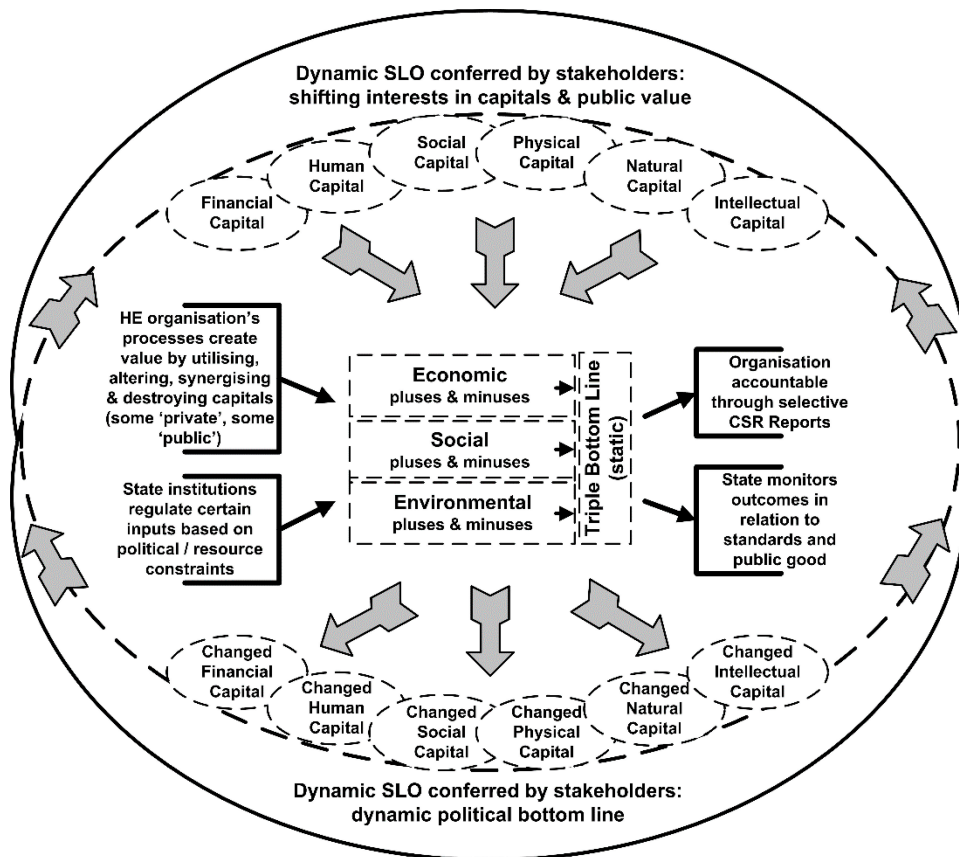 Dynamic SLO conferred by stakeholders:
shifting interests in capitals & public value
Financial
Capital
Human
Capital
Social
Capital
Physical
Capital
Natural
Capital
Intellectual
Capital
HE organisation's
processes create
value by utilising,
altering, synergising
& destroying capitals
(some 'private', some
'public')
State institutions
regulate certain
inputs based on
political / resource
constraints
Economic
pluses & minuses
Social
pluses & minuses
Environmental
pluses & minuses
Triple Bottom Line
(static)
Organisation
accountable
through selective
CSR Reports
State monitors
outcomes in
relation to
standards and
public good
Changed
Financial
Capital
Changed
Human
Capital
Changed
Social
Capital
Changed
Physical
Capital
Changed
Natural
Capital
Changed
Intellectual
Capital
Dynamic SLO conferred by stakeholders:
dynamic political bottom line